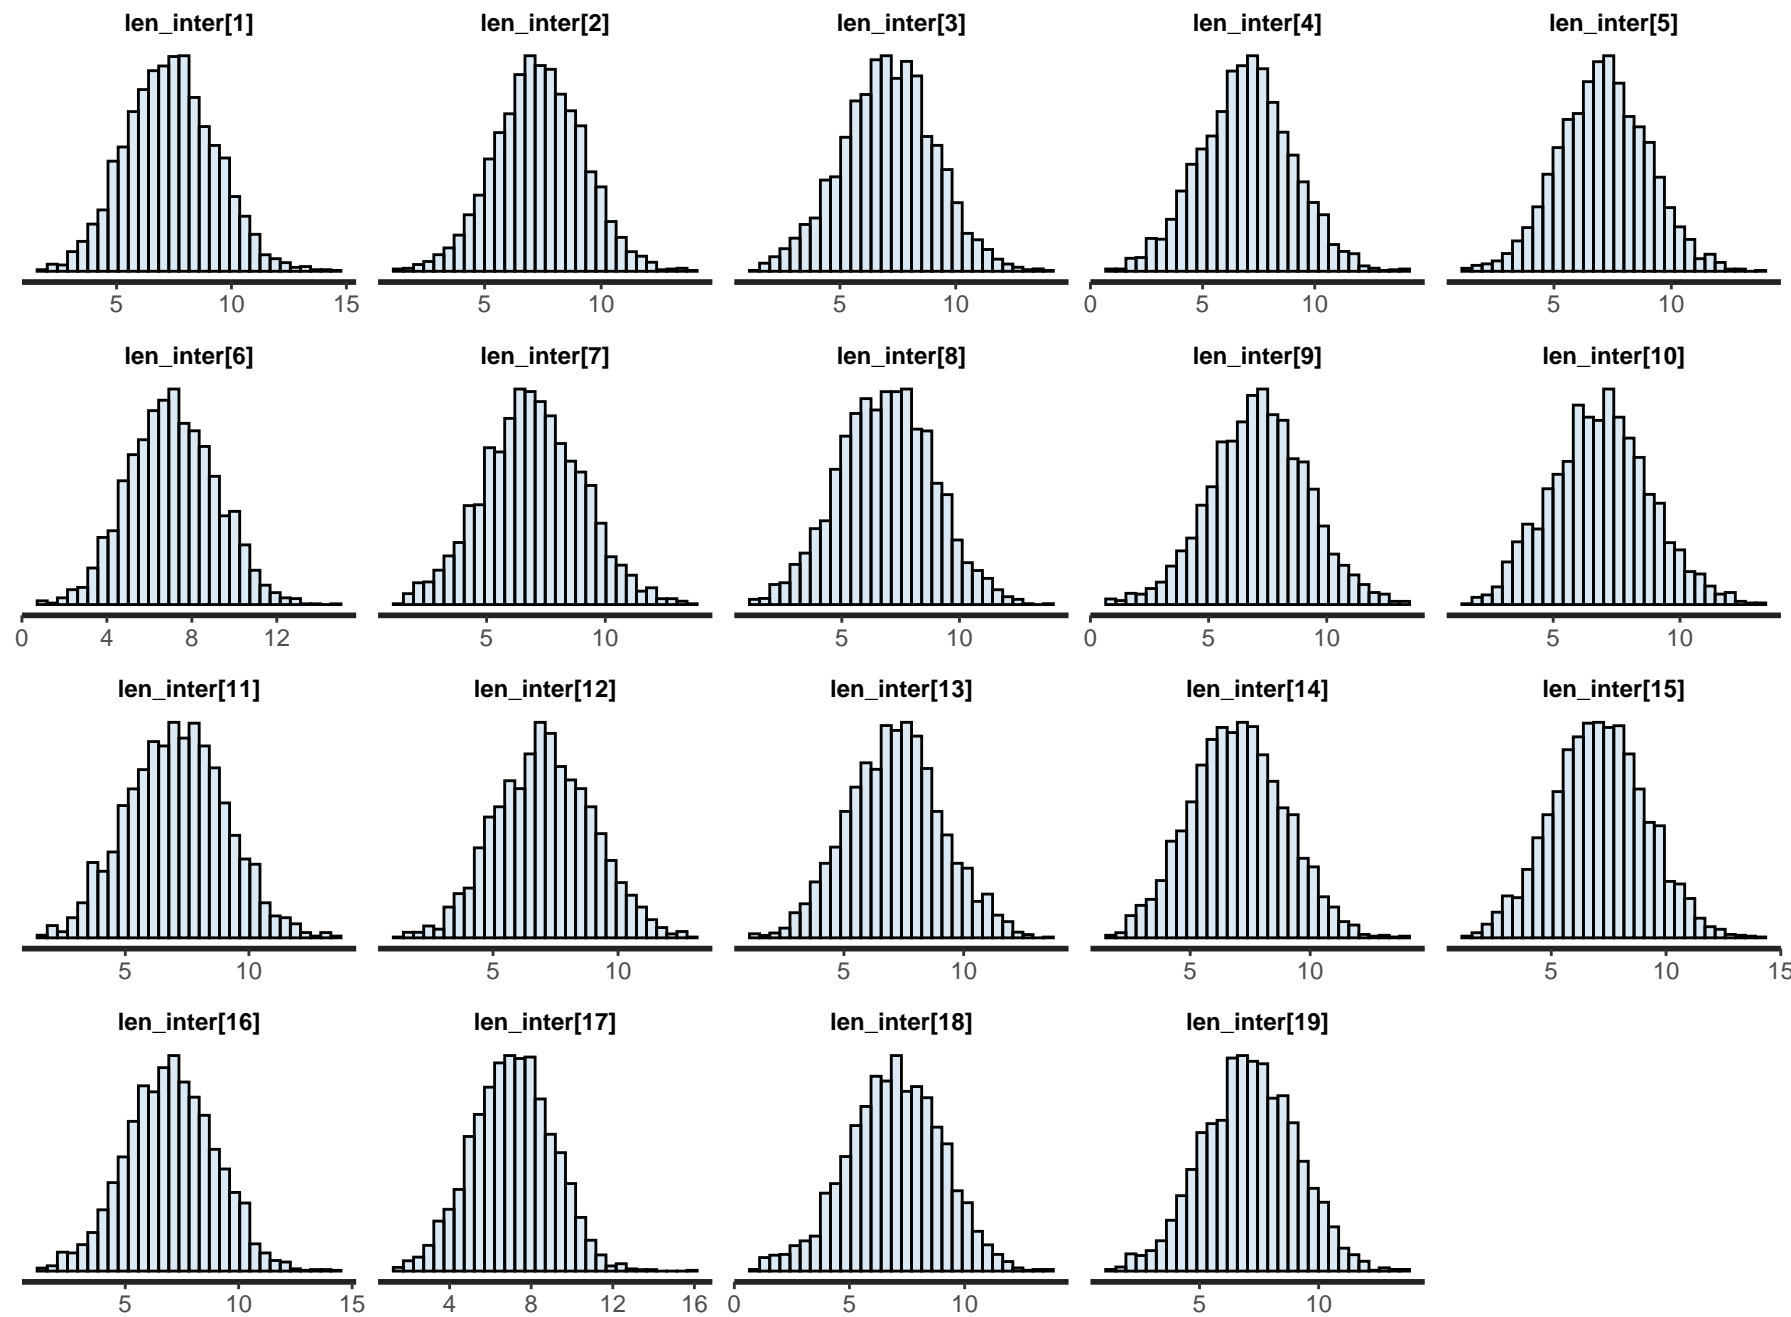 len_inter[1] len_inter[2] len_inter[3] len_inter[4] len_inter[5]
5 10 15 5 10 5 10 0 5 10 5 10
len_inter[6] len_inter[7] len_inter[8] len_inter[9] len_inter[10]
0 4 8 12 5 10 5 10 0 5 10 5 10
len_inter[11] len_inter[12] len_inter[13] len_inter[14] len_inter[15]
5 10 5 10 5 10 5 10 5 10 15
len_inter[16] len_inter[17] len_inter[18] len_inter[19]
5 10 15 4 8 12 16 0 5 10 5 10